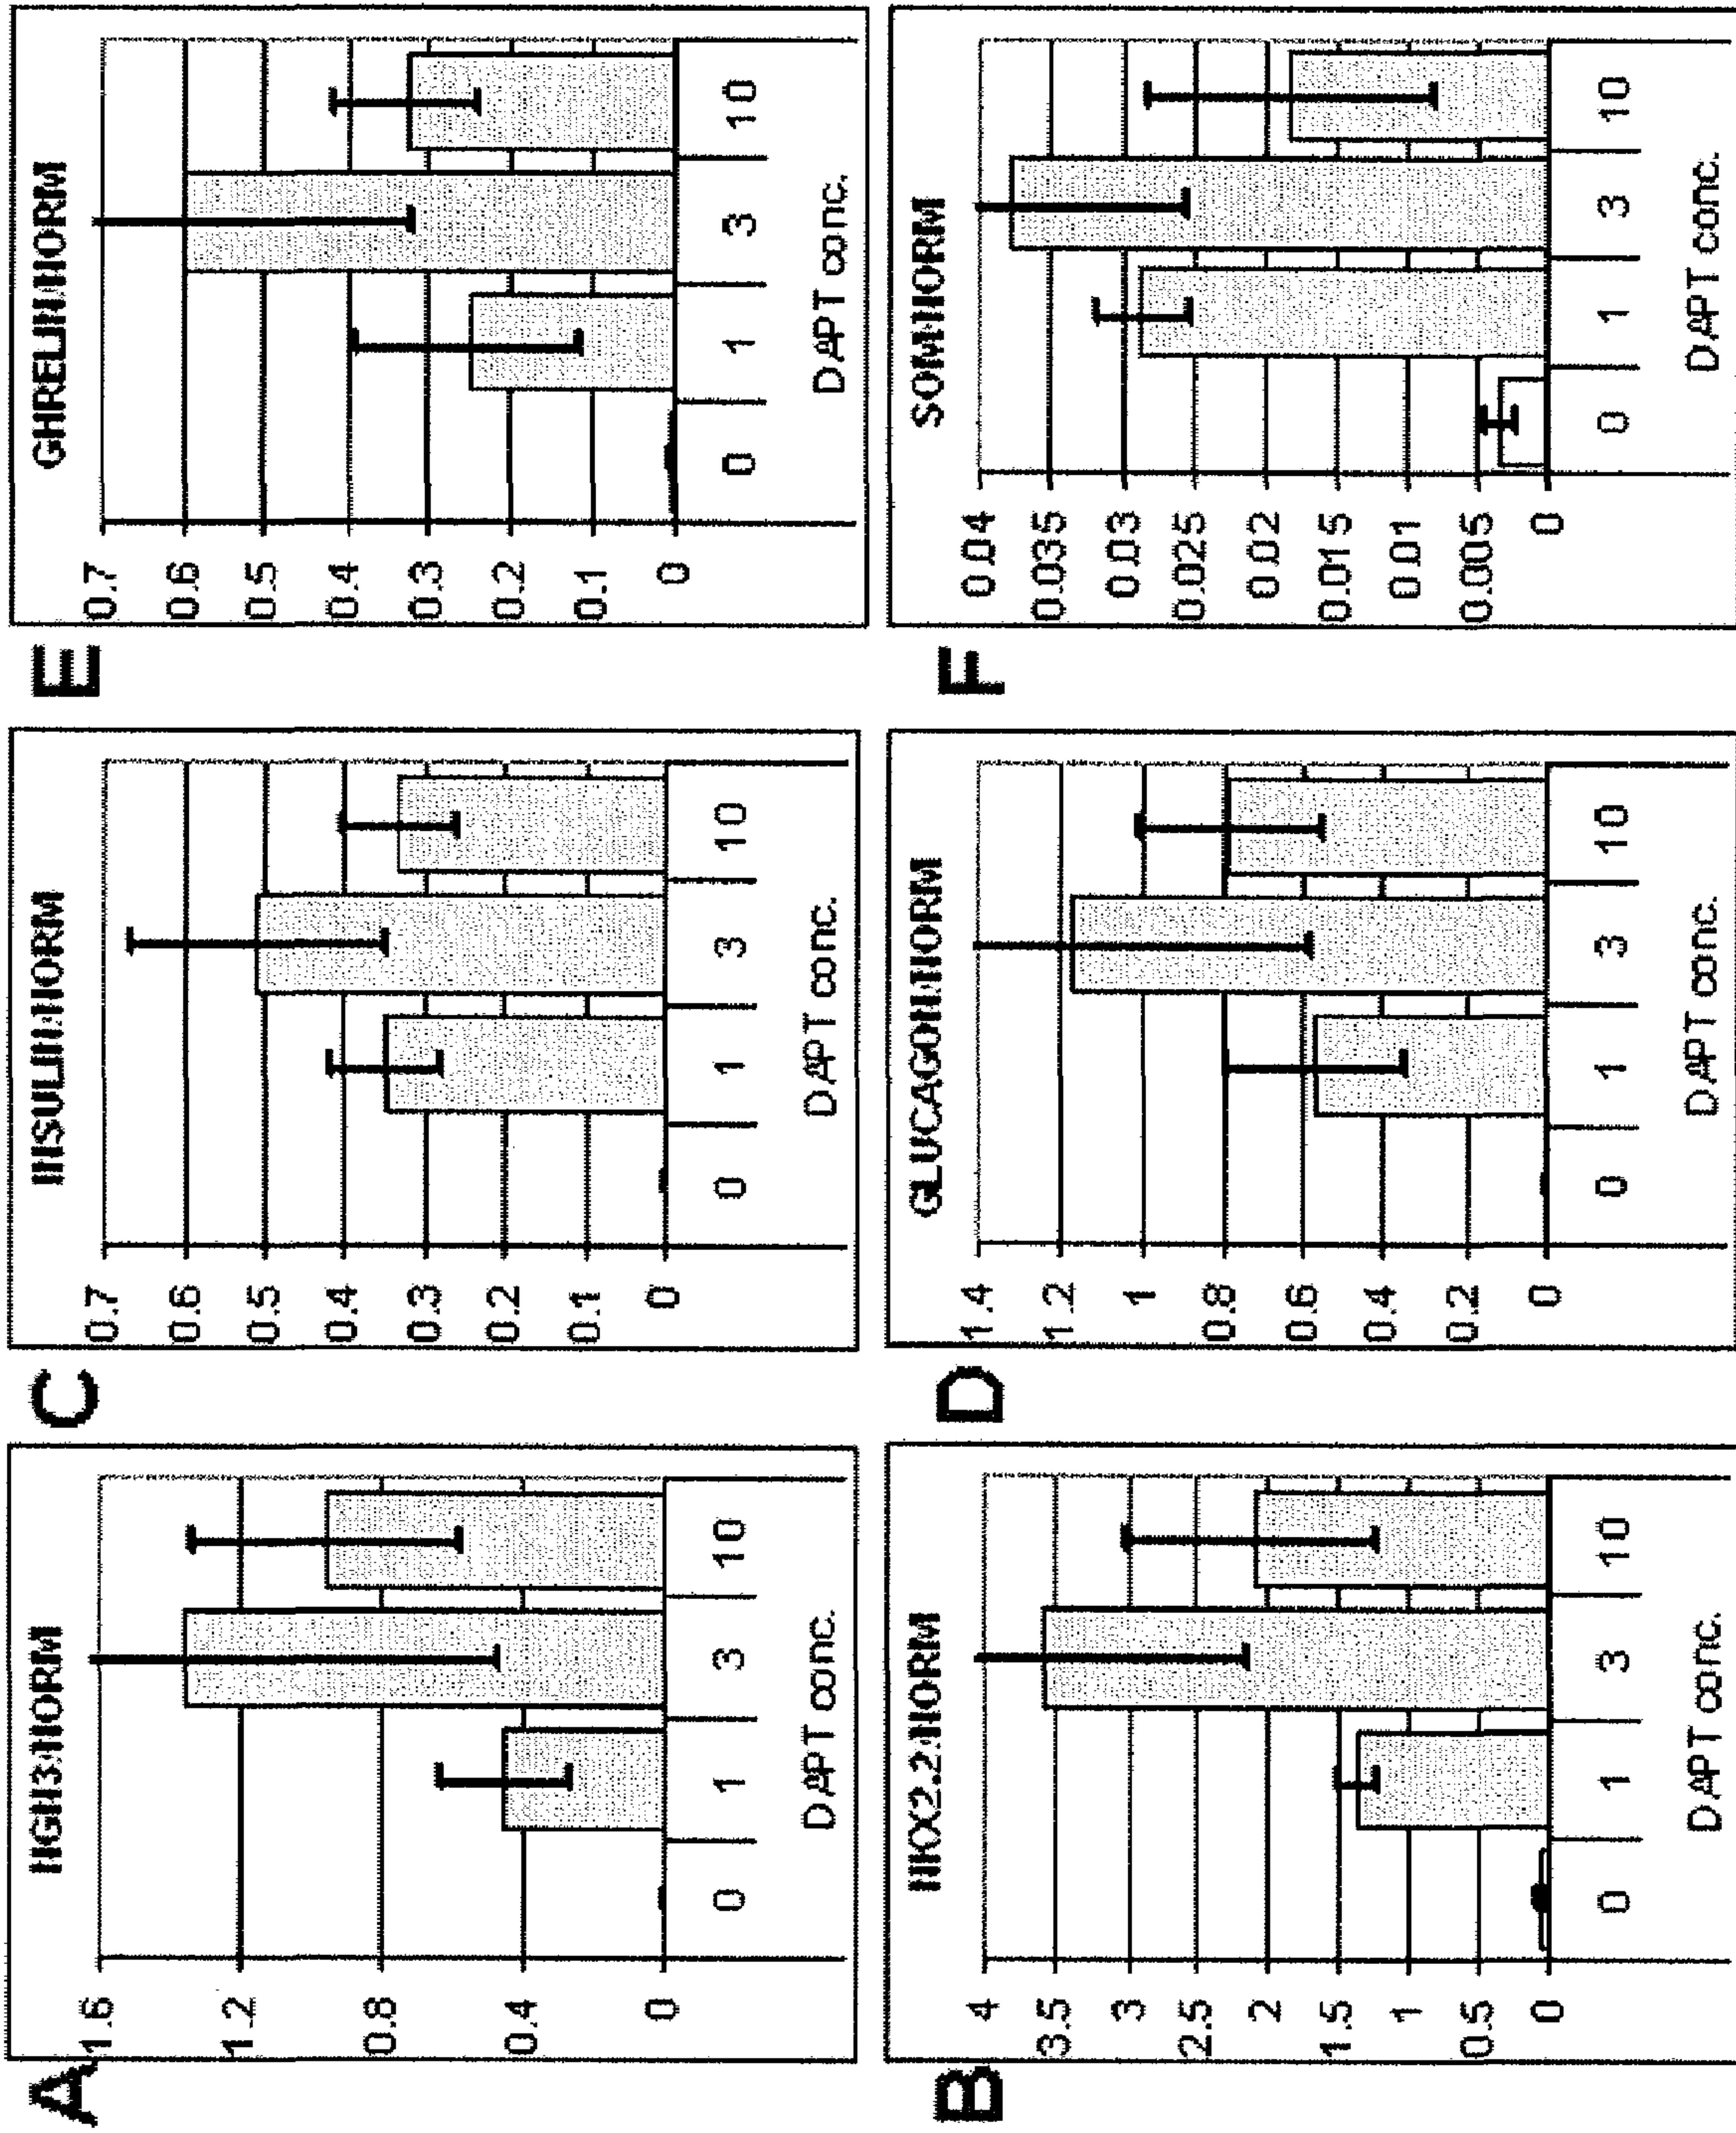 A
NGN3:NORM
1.6
1.2
0.8
0.4
0
0 1 3 10
DAPT conc.
C
INSULIN:NORM
0.7
0.6
0.5
0.4
0.3
0.2
0.1
0
0 1 3 10
DAPT conc.
E
GHRELIN:NORM
0.7
0.6
0.5
0.4
0.3
0.2
0.1
0
0 1 3 10
DAPT conc.
B
NKX2.2:NORM
4
3.5
3
2.5
2
1.5
1
0.5
0
0 1 3 10
DAPT conc.
D
GLUCAGON:NORM
1.4
1.2
1
0.8
0.6
0.4
0.2
0
0 1 3 10
DAPT conc.
F
SOM:NORM
0.04
0.035
0.03
0.025
0.02
0.015
0.01
0.005
0
0 1 3 10
DAPT conc.